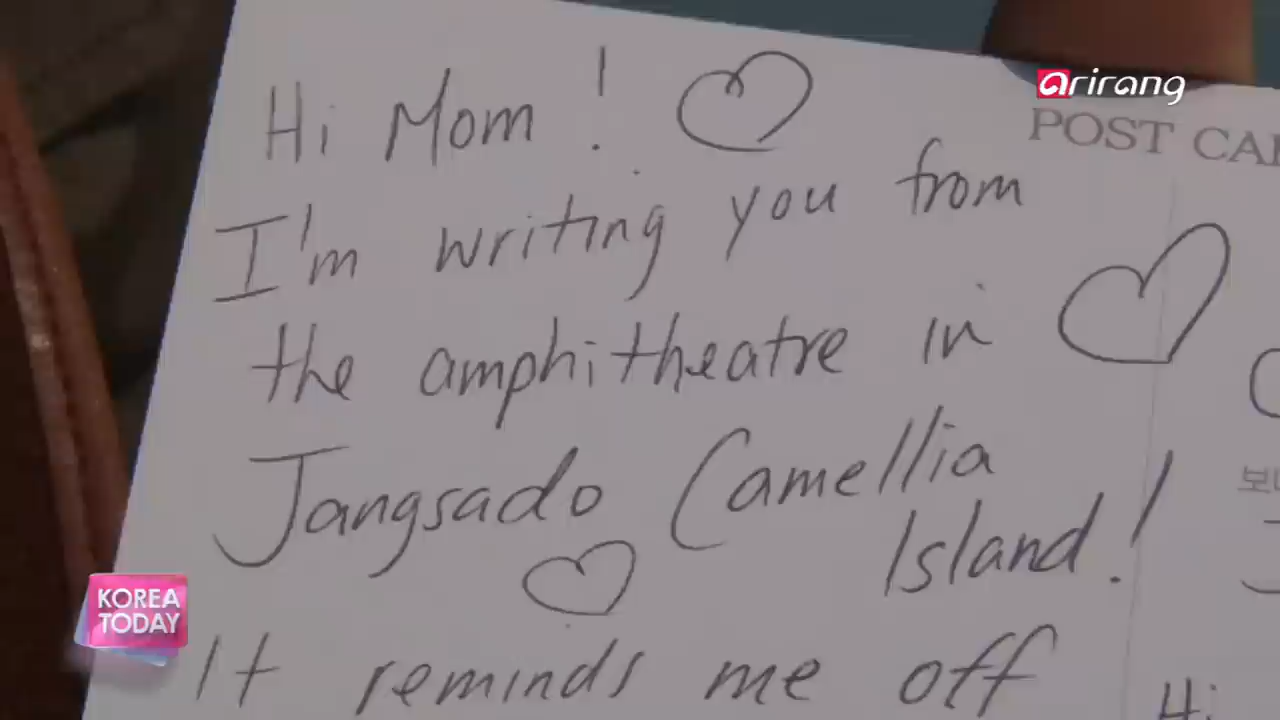 arirang
POST CA
Hi Mom!
I'm writing you from
the amphitheatre in
Jangsado Camellia
Island!
It reminds me off
Hi
KOREA
TODAY